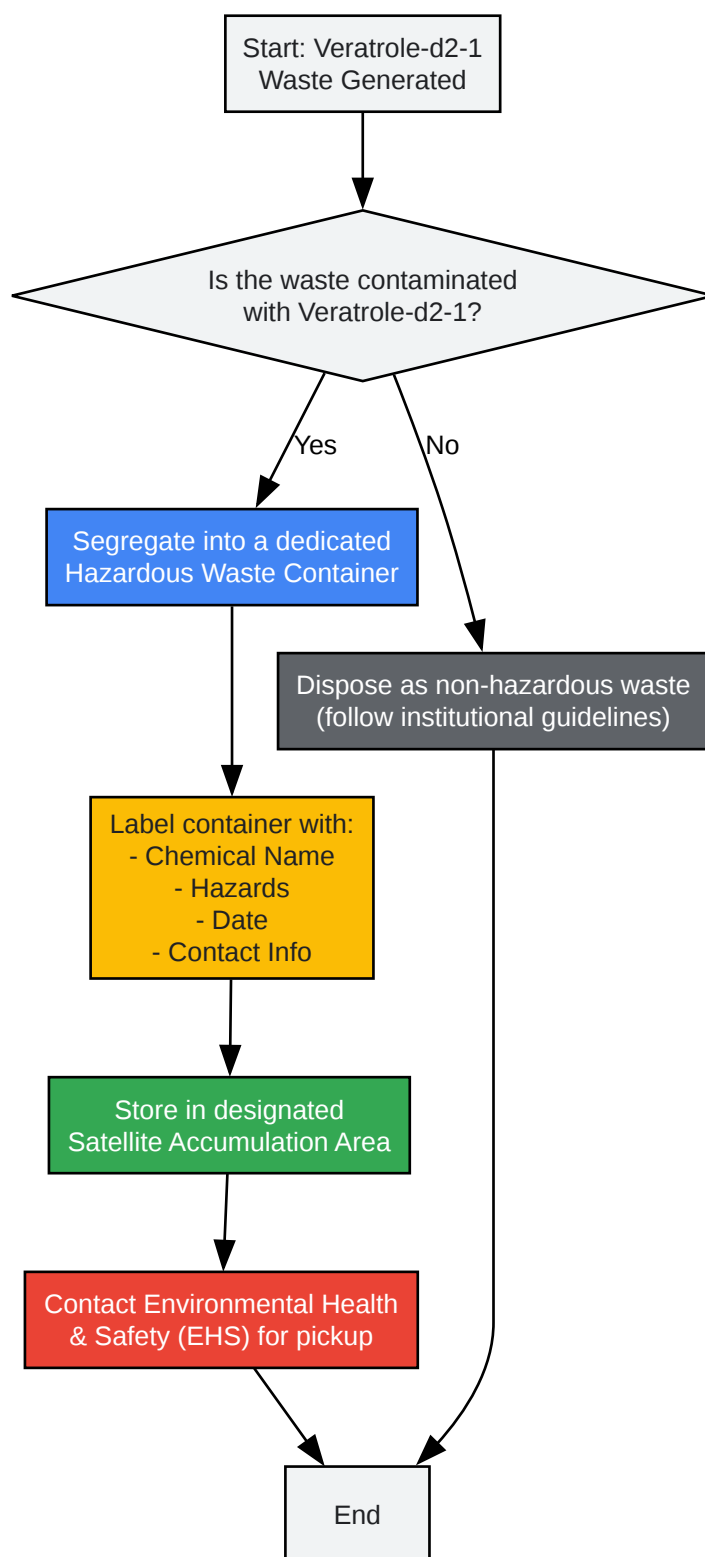 Start: Veratrole-d2-1
Waste Generated
Is the waste contaminated
with Veratrole-d2-1?
Yes
No
Segregate into a dedicated
Hazardous Waste Container
Dispose as non-hazardous waste
(follow institutional guidelines)
Label container with:
- Chemical Name
- Hazards
- Date
- Contact Info
Store in designated
Satellite Accumulation Area
Contact Environmental Health
& Safety (EHS) for pickup
End